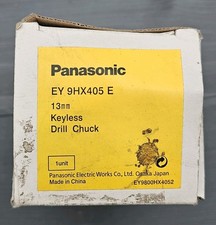 Panasonic
EY 9HX405 E
13mm
Keyless
Drill Chuck
1unit
Panasonic Electric Works Co., Ltd. Osaka Japan
Made in China
EY9800HX4052